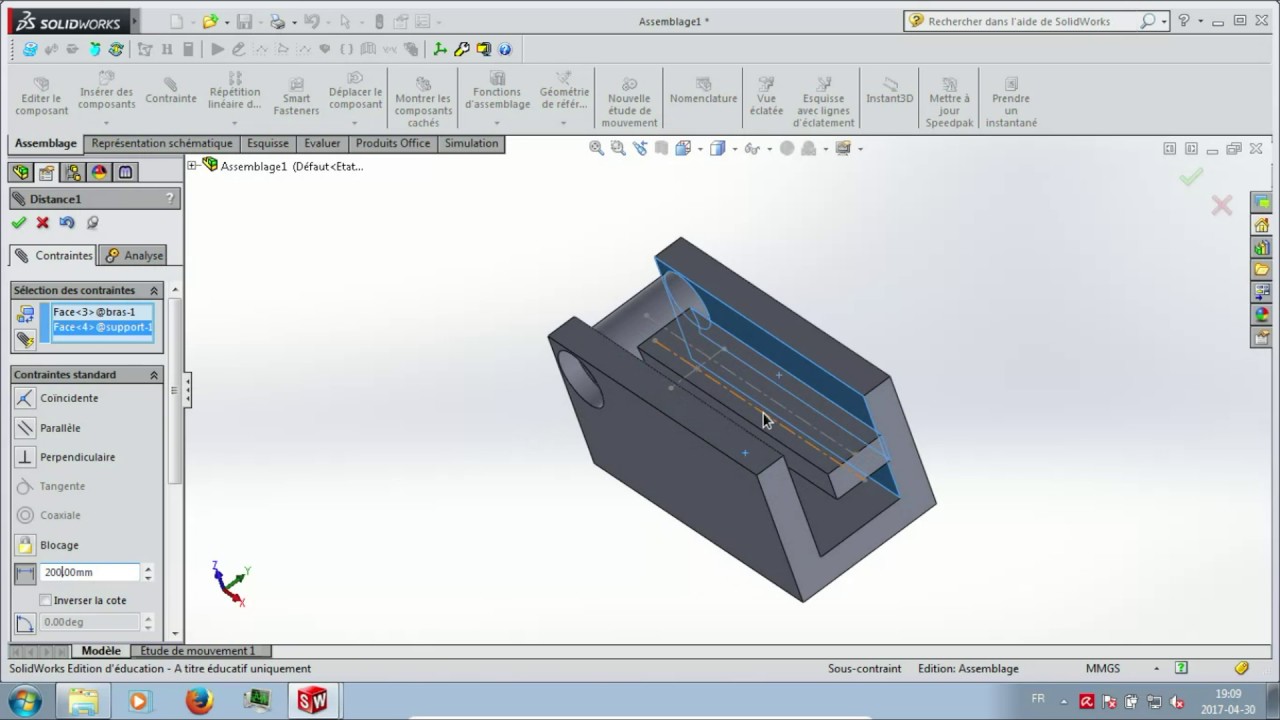 SOLIDWORKS
Assemblage1 *
Rechercher dans l'aide de SolidWorks
Editer le composant
Insérer des composants
Contrainte
Répétition linéaire d...
Smart Fasteners
Déplacer le composant
Montrer les composants cachés
Fonctions d'assemblage
Géométrie de référ...
Nouvelle étude de mouvement
Nomenclature
Vue éclatée
Esquisse avec lignes d'éclatement
Instant3D
Mettre à jour Speedpak
Prendre un instantané
Assemblage
Représentation schématique
Esquisse
Evaluer
Produits Office
Simulation
Assemblage1 (Défaut<Etat...
Distance1
?
Contraintes
Analyse
Sélection des contraintes
Face<3>@bras-1
Face<4>@support-1
Contraintes standard
Coïncidente
Parallèle
Perpendiculaire
Tangente
Coaxiale
Blocage
200.00mm
Inverser la cote
0.00deg
Z
Y
X
Modèle
Etude de mouvement 1
SolidWorks Edition d'éducation - A titre éducatif uniquement
Sous-contraint
Edition: Assemblage
MMGS
FR
19:09
2017-04-30